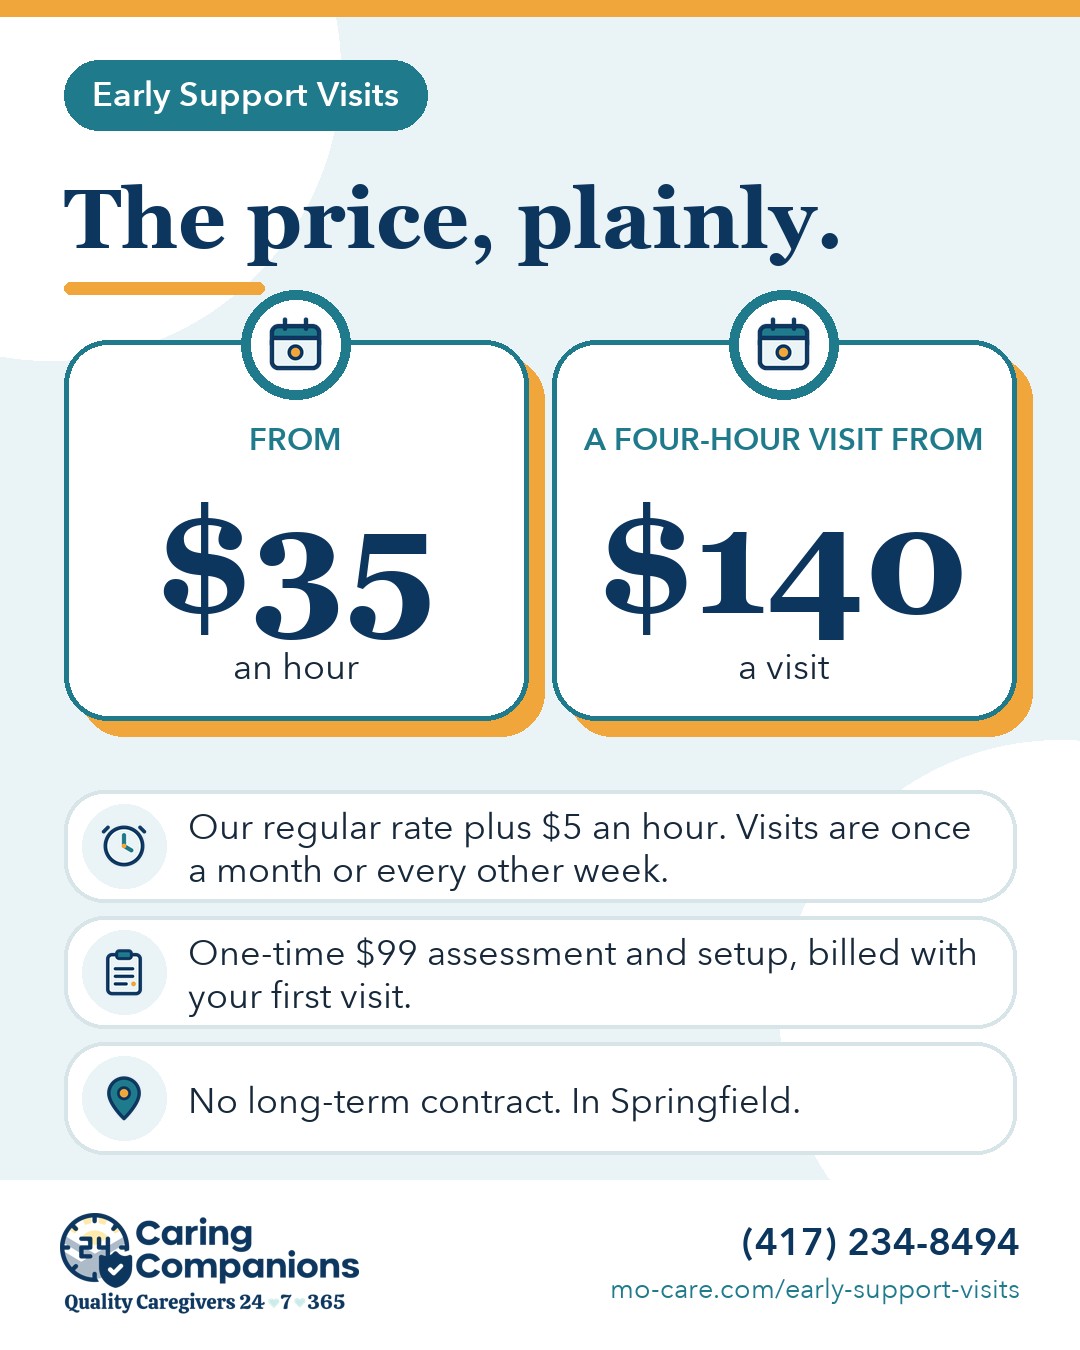 Early Support Visits
The price, plainly.
FROM
$35
an hour
A FOUR-HOUR VISIT FROM
$140
a visit
Our regular rate plus $5 an hour. Visits are once
a month or every other week.
One-time $99 assessment and setup, billed with
your first visit.
No long-term contract. In Springfield.
24
Caring
Companions
Quality Caregivers 24 7 365
(417) 234-8494
mo-care.com/early-support-visits